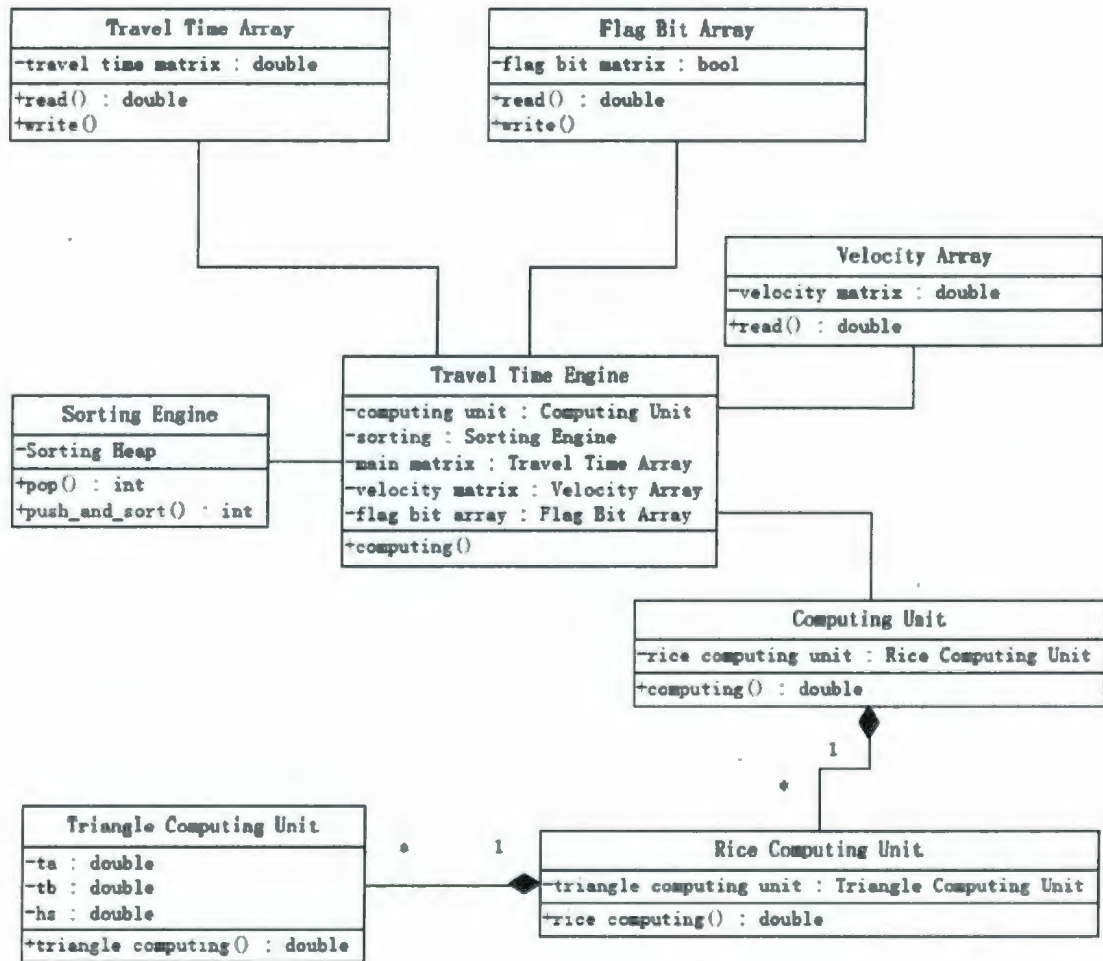 Travel Time Array
-travel time matrix : double
+read() : double
+write()
Flag Bit Array
-flag bit matrix : bool
+read() : double
+write()
Velocity Array
-velocity matrix : double
+read() : double
Travel Time Engine
-computing unit : Computing Unit
-sorting : Sorting Engine
-main matrix : Travel Time Array
-velocity matrix : Velocity Array
-flag bit array : Flag Bit Array
+computing()
Sorting Engine
-Sorting Heap
+pop() : int
+push_and_sort() : int
Computing Unit
-rice computing unit : Rice Computing Unit
+computing() : double
1
*
Triangle Computing Unit
-ta : double
-tb : double
-hs : double
+triangle computing() : double
* 1
Rice Computing Unit
-triangle computing unit : Triangle Computing Unit
+rice computing() : double